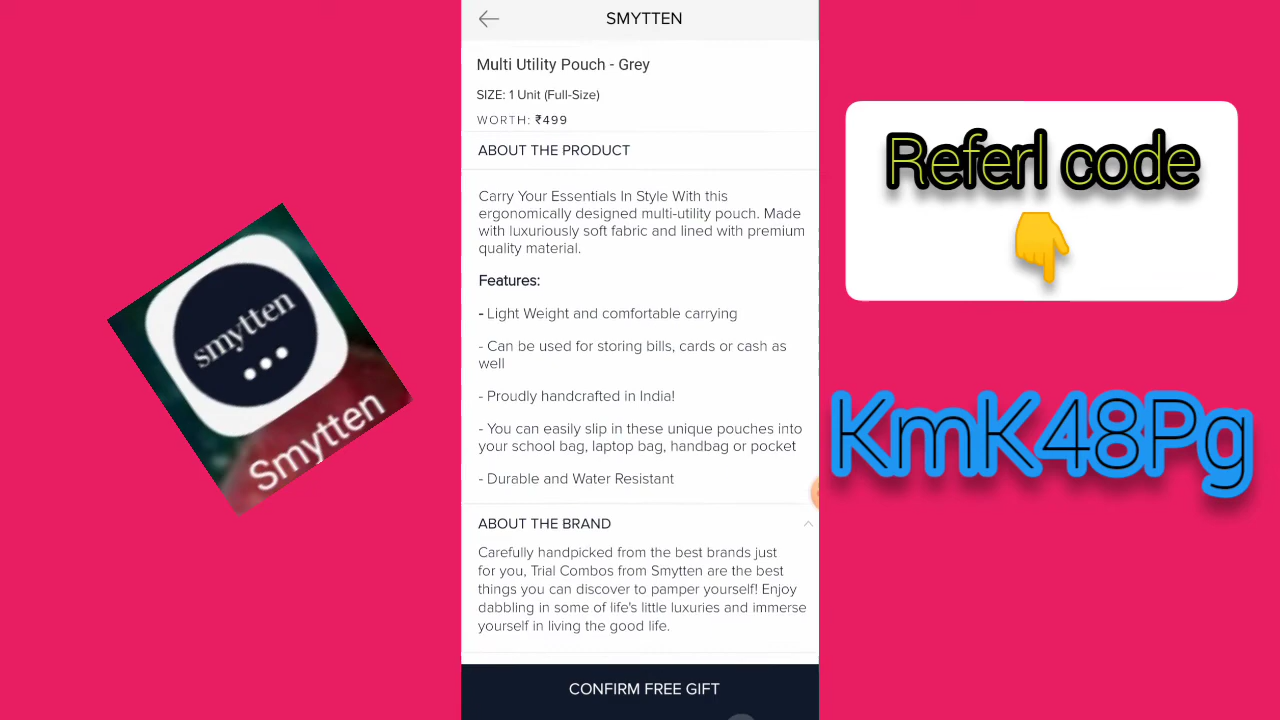 SMYTTEN
Multi Utility Pouch - Grey
SIZE: 1 Unit (Full-Size)
WORTH: ₹499
ABOUT THE PRODUCT
Carry Your Essentials In Style With this
ergonomically designed multi-utility pouch. Made
with luxuriously soft fabric and lined with premium
quality material.
Features:
- Light Weight and comfortable carrying
- Can be used for storing bills, cards or cash as
well
- Proudly handcrafted in India!
- You can easily slip in these unique pouches into
your school bag, laptop bag, handbag or pocket
- Durable and Water Resistant
ABOUT THE BRAND
Carefully handpicked from the best brands just
for you, Trial Combos from Smytten are the best
things you can discover to pamper yourself! Enjoy
dabbling in some of life's little luxuries and immerse
yourself in living the good life.
CONFIRM FREE GIFT
smytten
Smytten
Referl code
KmK48Pg